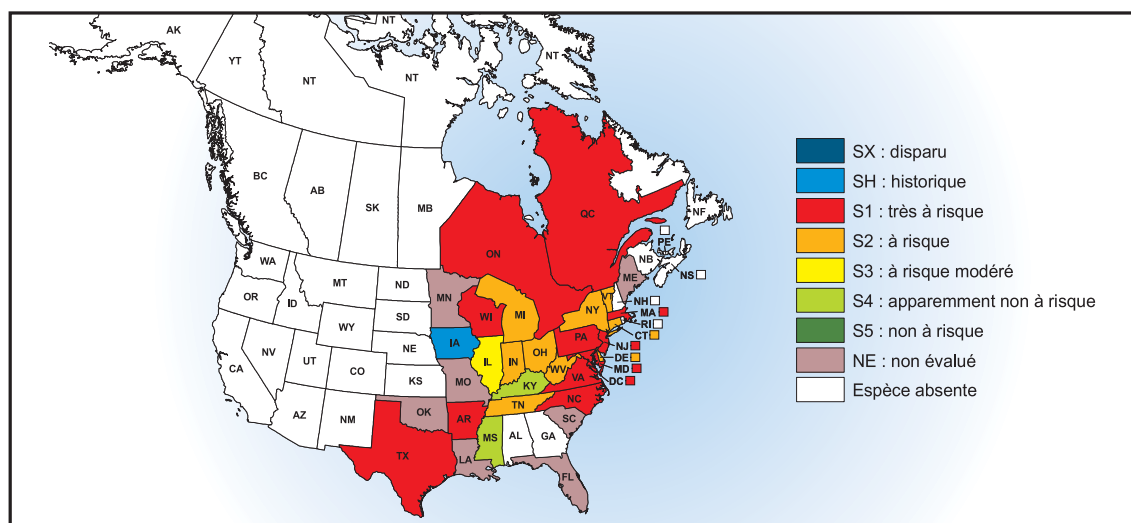 NT
AK
YT
NT
NT
NT
BC
AB
SK
MB
ON
QC
NF
PE
NB
NS
ME
WA
MT
ND
MN
OR
ID
SD
WI
MI
NY
VT
NH
MA
RI
CT
WY
NE
IA
PA
NJ
NV
UT
CO
IL
IN
OH
DE
WV
MD
CA
KS
MO
KY
VA
DC
AZ
NM
OK
AR
TN
NC
TX
MS
AL
GA
SC
LA
FL
SX : disparu
SH : historique
S1 : très à risque
S2 : à risque
S3 : à risque modéré
S4 : apparemment non à risque
S5 : non à risque
NE : non évalué
Espèce absente